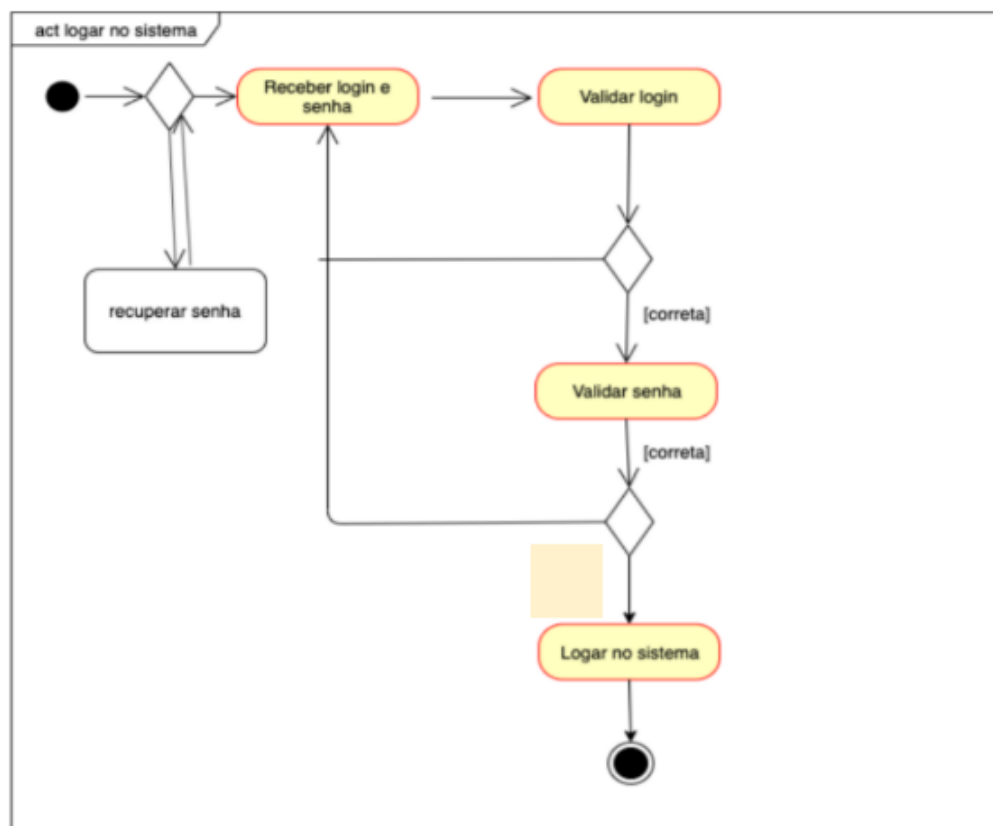 act logar no sistema
Receber login e
senha
Validar login
recuperar senha
[correta]
Validar senha
[correta]
Logar no sistema